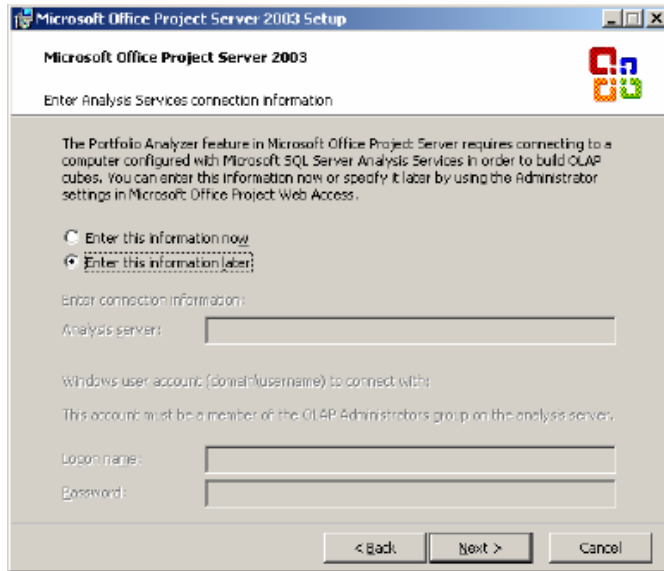 Microsoft Office Project Server 2003 Setup
Microsoft Office Project Server 2003
Enter Analysis Services connection information
The Portfolio Analyzer feature in Microsoft Office Project Server requires connecting to a
computer configured with Microsoft SQL Server Analysis Services in order to build OLAP
cubes. You can enter this information now or specify it later by using the Administrator
settings in Microsoft Office Project Web Access.
Enter this information now
Enter this information later
Enter connection information:
Analysis server:
Windows user account (domain\username) to connect with:
This account must be a member of the OLAP Administrators group on the analysis server.
Logon name:
Password:
< Back Next > Cancel